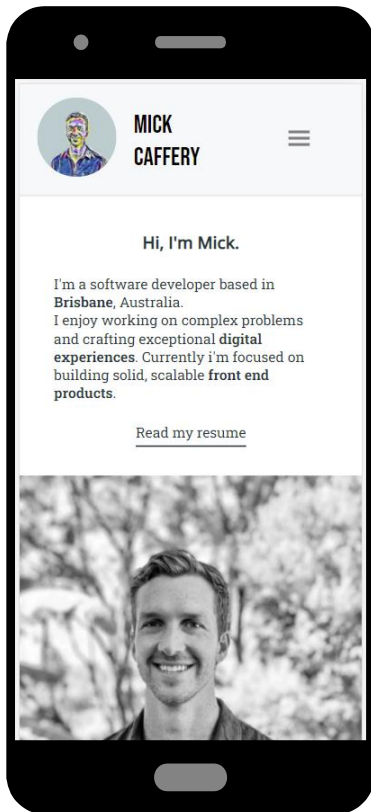 MICK
CAFFERY
Hi, I'm Mick.
I'm a software developer based in
Brisbane, Australia.
I enjoy working on complex problems
and crafting exceptional digital
experiences. Currently i'm focused on
building solid, scalable front end
products.
Read my resume